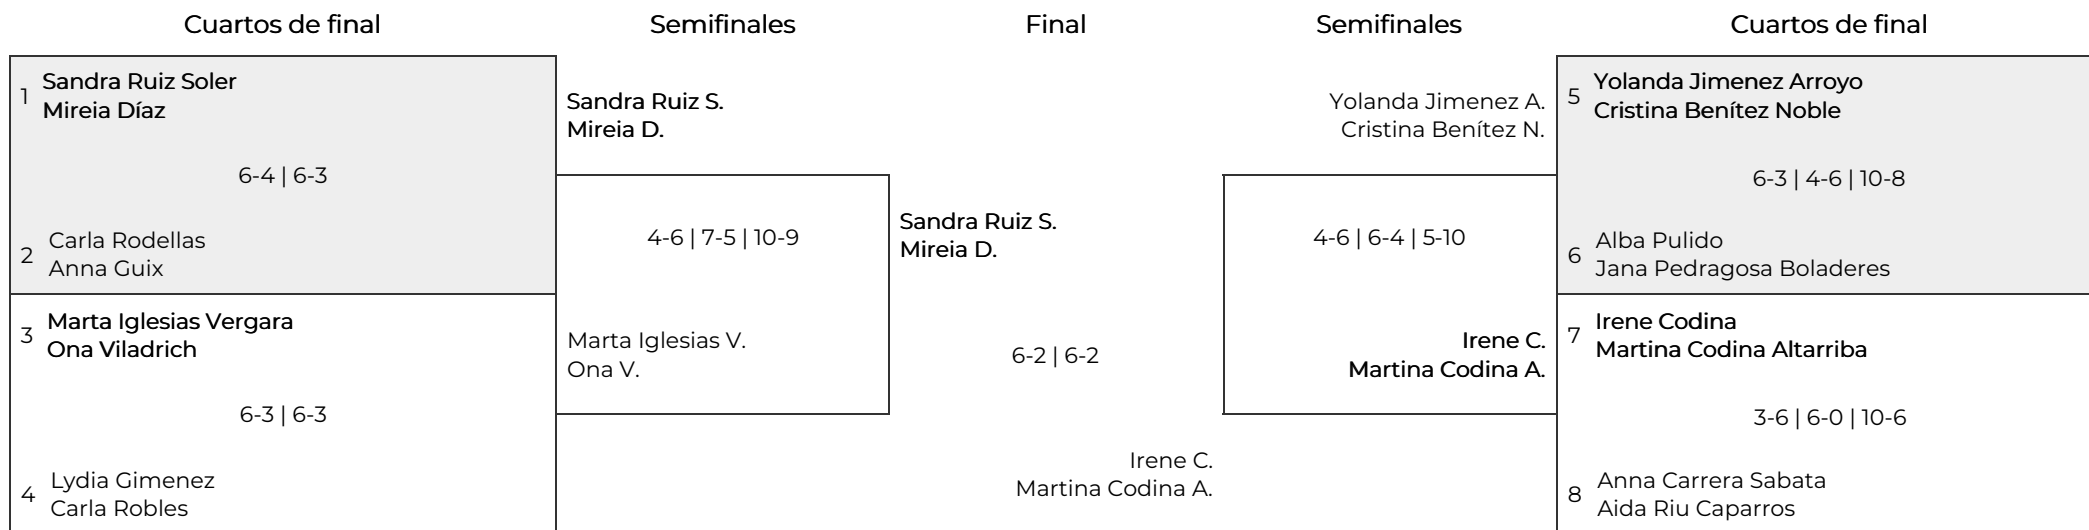 Cuartos de final
Semifinales
Final
Semifinales
Cuartos de final
1
Sandra Ruiz Soler
Mireia Díaz
6-4 | 6-3
2
Carla Rodellas
Anna Guix
3
Marta Iglesias Vergara
Ona Viladrich
6-3 | 6-3
4
Lydia Gimenez
Carla Robles
Sandra Ruiz S.
Mireia D.
4-6 | 7-5 | 10-9
Marta Iglesias V.
Ona V.
Sandra Ruiz S.
Mireia D.
6-2 | 6-2
Irene C.
Martina Codina A.
Yolanda Jimenez A.
Cristina Benítez N.
4-6 | 6-4 | 5-10
Irene C.
Martina Codina A.
5
Yolanda Jimenez Arroyo
Cristina Benítez Noble
6-3 | 4-6 | 10-8
6
Alba Pulido
Jana Pedragosa Boladeres
7
Irene Codina
Martina Codina Altarriba
3-6 | 6-0 | 10-6
8
Anna Carrera Sabata
Aida Riu Caparros